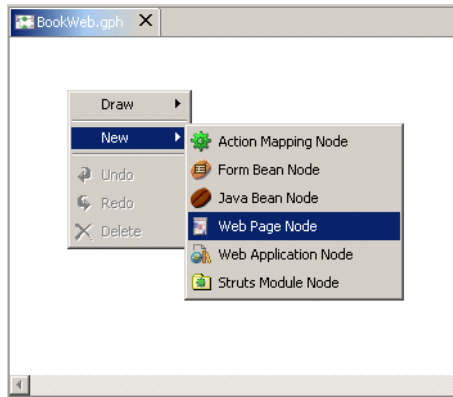 BookWeb.gph
Draw
New
Undo
Redo
Delete
Action Mapping Node
Form Bean Node
Java Bean Node
Web Page Node
Web Application Node
Struts Module Node